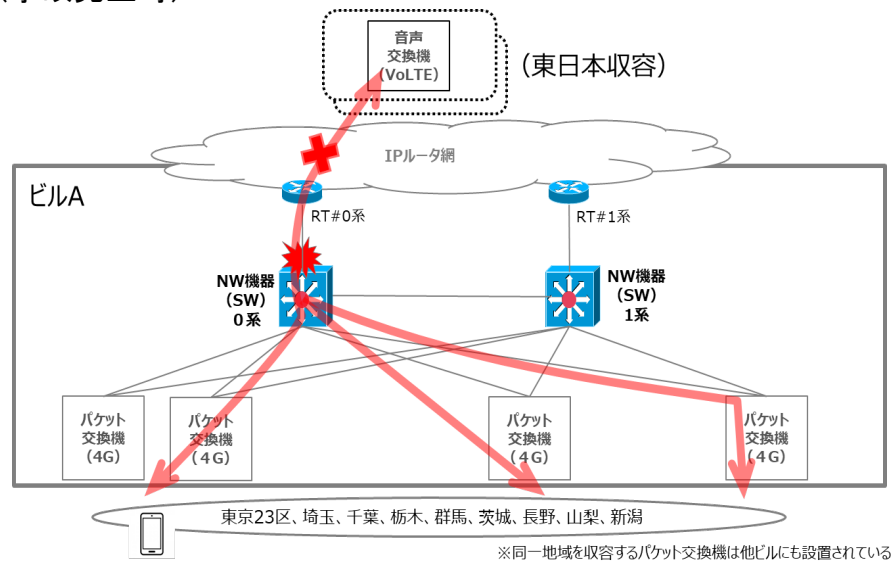 音声
交換機
(VoLTE)
（東日本収容）
IPルータ網
ビルA
RT#0系
RT#1系
NW機器
（SW）
０系
NW機器
（SW）
1系
パケット
交換機
(4G)
パケット
交換機
(４G)
パケット
交換機
(４G)
パケット
交換機
(４G)
東京23区、埼玉、千葉、栃木、群馬、茨城、長野、山梨、新潟
※同一地域を収容するパケット交換機は他ビルにも設置されている